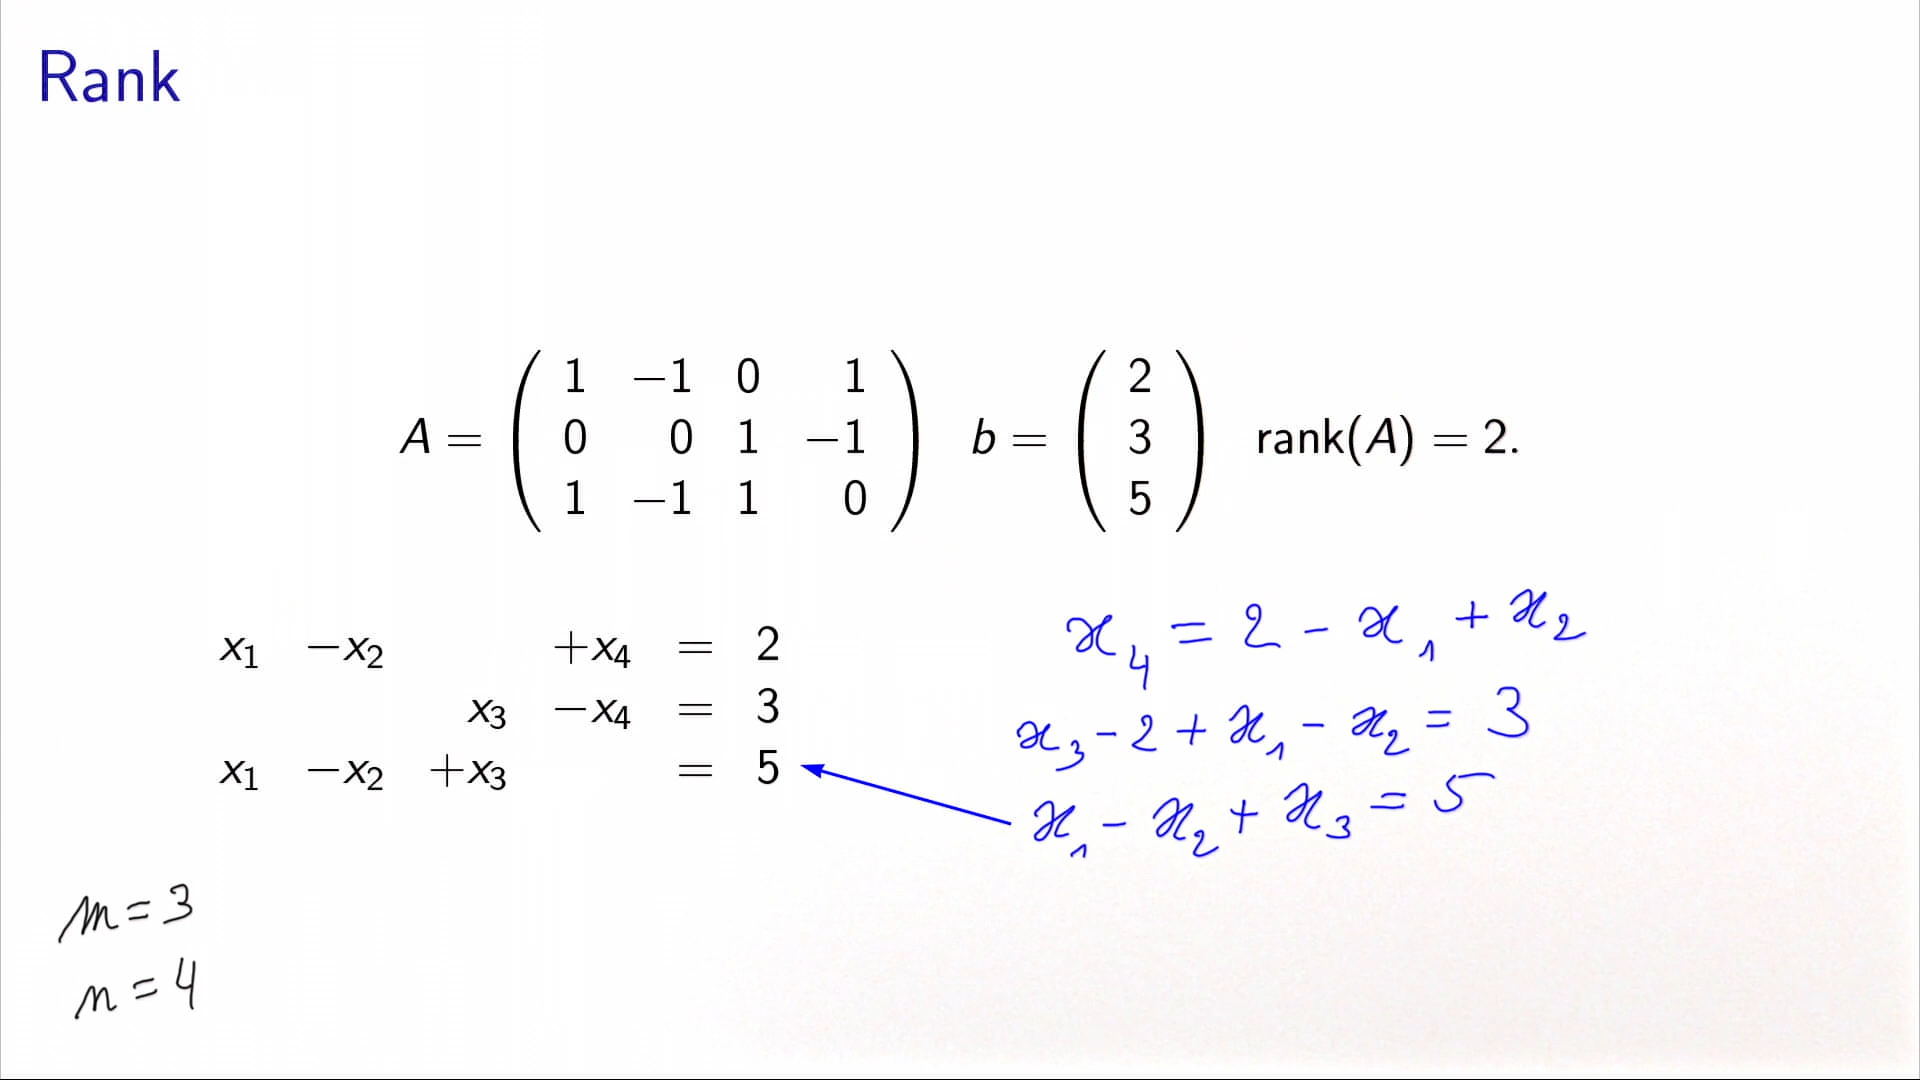 Rank
A = ( 1 −1 0 1
0 0 1 −1
1 −1 1 0 ) b = ( 2
3
5 ) rank(A) = 2.
x₁ −x₂ +x₄ = 2
x₃ −x₄ = 3
x₁ −x₂ +x₃ = 5
x₄ = 2 - x₁ + x₂
x₃ - 2 + x₁ - x₂ = 3
x₁ - x₂ + x₃ = 5
m = 3
n = 4